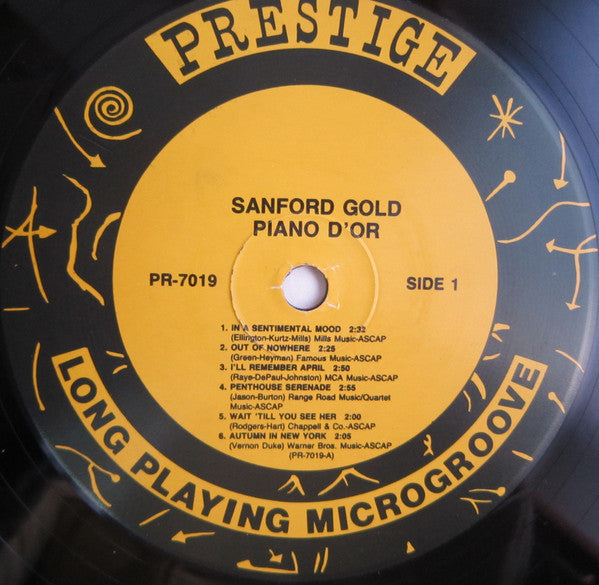 PRESTIGE
SANFORD GOLD
PIANO D'OR
PR-7019
SIDE 1
1. IN A SENTIMENTAL MOOD 2:32
(Ellington-Kurtz-Mills) Mills Music-ASCAP
2. OUT OF NOWHERE 2:25
(Green-Heyman) Famous Music-ASCAP
3. I'LL REMEMBER APRIL 2:50
(Raye-DePaul-Johnston) MCA Music-ASCAP
4. PENTHOUSE SERENADE 2:55
(Jason-Burton) Range Road Music/Quartet
Music-ASCAP
5. WAIT 'TILL YOU SEE HER 2:00
(Rodgers-Hart) Chappell & Co.-ASCAP
6. AUTUMN IN NEW YORK 2:05
(Vernon Duke) Warner Bros. Music-ASCAP
(PR-7019-A)
LONG PLAYING MICROGROOVE